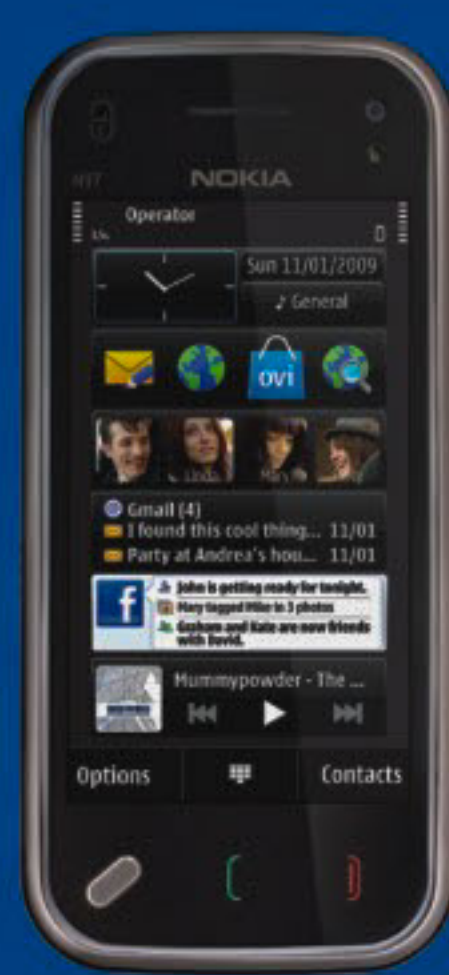 N97
NOKIA
Operator
Sun 11/01/2009
♪ General
ovi
Gmail (4)
I found this cool thing... 11/01
Party at Andrea's hou... 11/01
f
John is getting ready for tonight.
Mary tagged Mike in 3 photos
Graham and Kate are now friends
with David.
Mummypowder - The ...
Options
Contacts